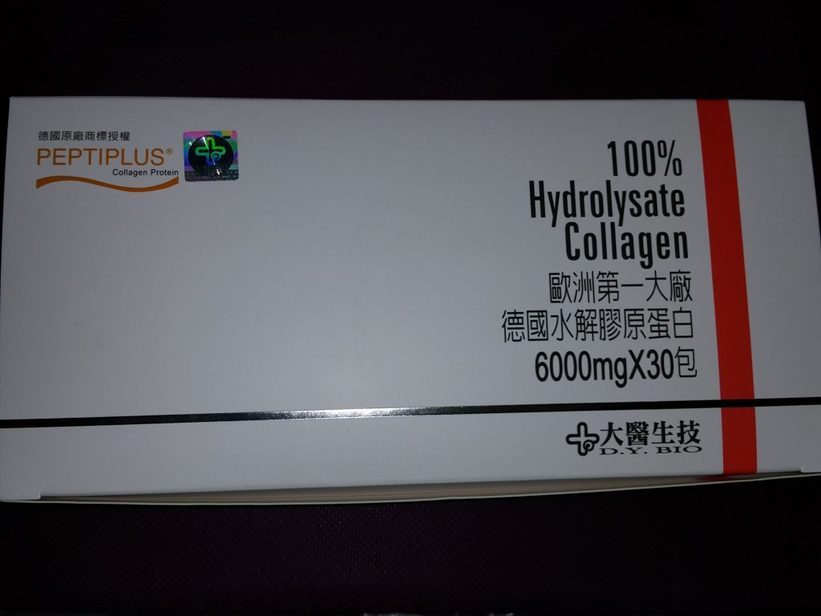 德國原廠商標授權
PEPTIPLUS®
Collagen Protein
100%
Hydrolysate
Collagen
歐洲第一大廠
德國水解膠原蛋白
6000mgX30包
大醫生技
D.Y. BIO